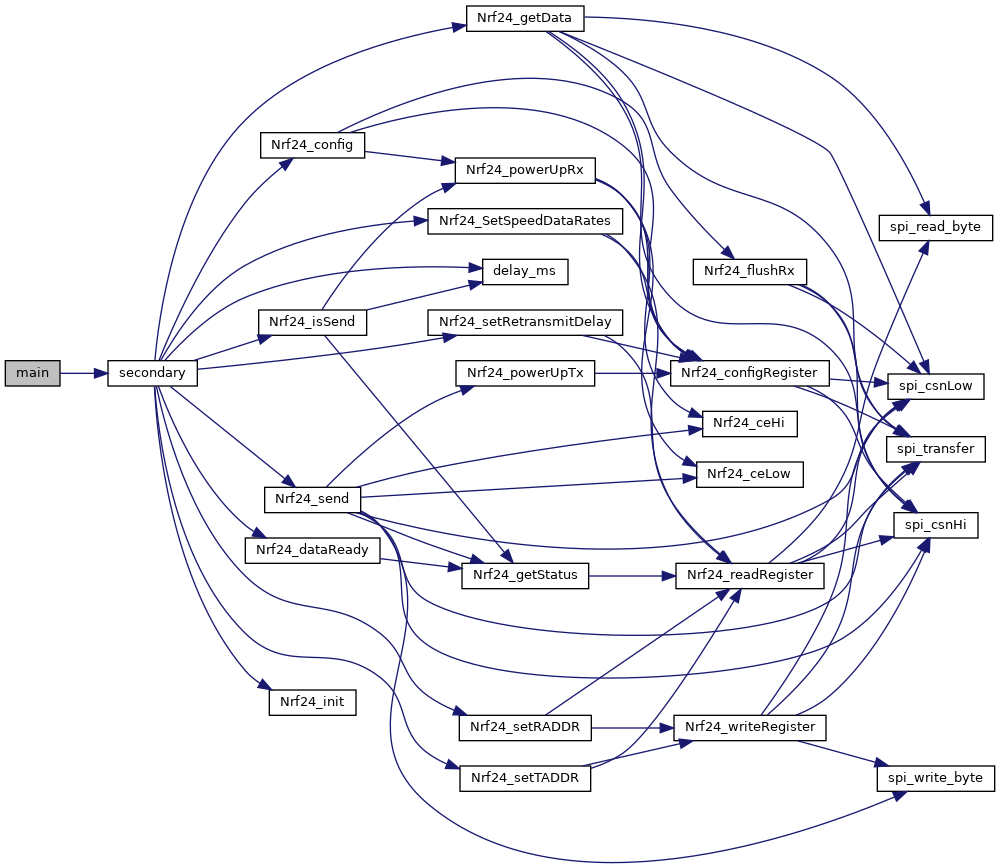 main
secondary
Nrf24_getData
Nrf24_config
Nrf24_powerUpRx
Nrf24_SetSpeedDataRates
delay_ms
Nrf24_isSend
Nrf24_setRetransmitDelay
Nrf24_powerUpTx
Nrf24_send
Nrf24_dataReady
Nrf24_getStatus
Nrf24_init
Nrf24_setRADDR
Nrf24_setTADDR
Nrf24_flushRx
Nrf24_configRegister
Nrf24_ceHi
Nrf24_ceLow
Nrf24_readRegister
Nrf24_writeRegister
spi_read_byte
spi_csnLow
spi_transfer
spi_csnHi
spi_write_byte